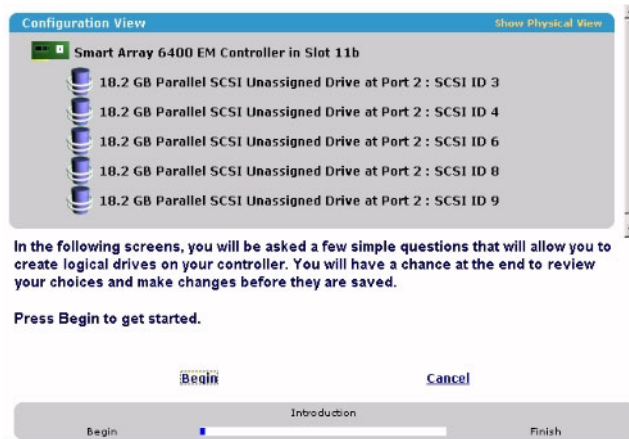 Configuration View
Show Physical View
Smart Array 6400 EM Controller in Slot 11b
18.2 GB Parallel SCSI Unassigned Drive at Port 2 : SCSI ID 3
18.2 GB Parallel SCSI Unassigned Drive at Port 2 : SCSI ID 4
18.2 GB Parallel SCSI Unassigned Drive at Port 2 : SCSI ID 6
18.2 GB Parallel SCSI Unassigned Drive at Port 2 : SCSI ID 8
18.2 GB Parallel SCSI Unassigned Drive at Port 2 : SCSI ID 9
In the following screens, you will be asked a few simple questions that will allow you to
create logical drives on your controller. You will have a chance at the end to review
your choices and make changes before they are saved.
Press Begin to get started.
Begin
Cancel
Introduction
Begin
Finish